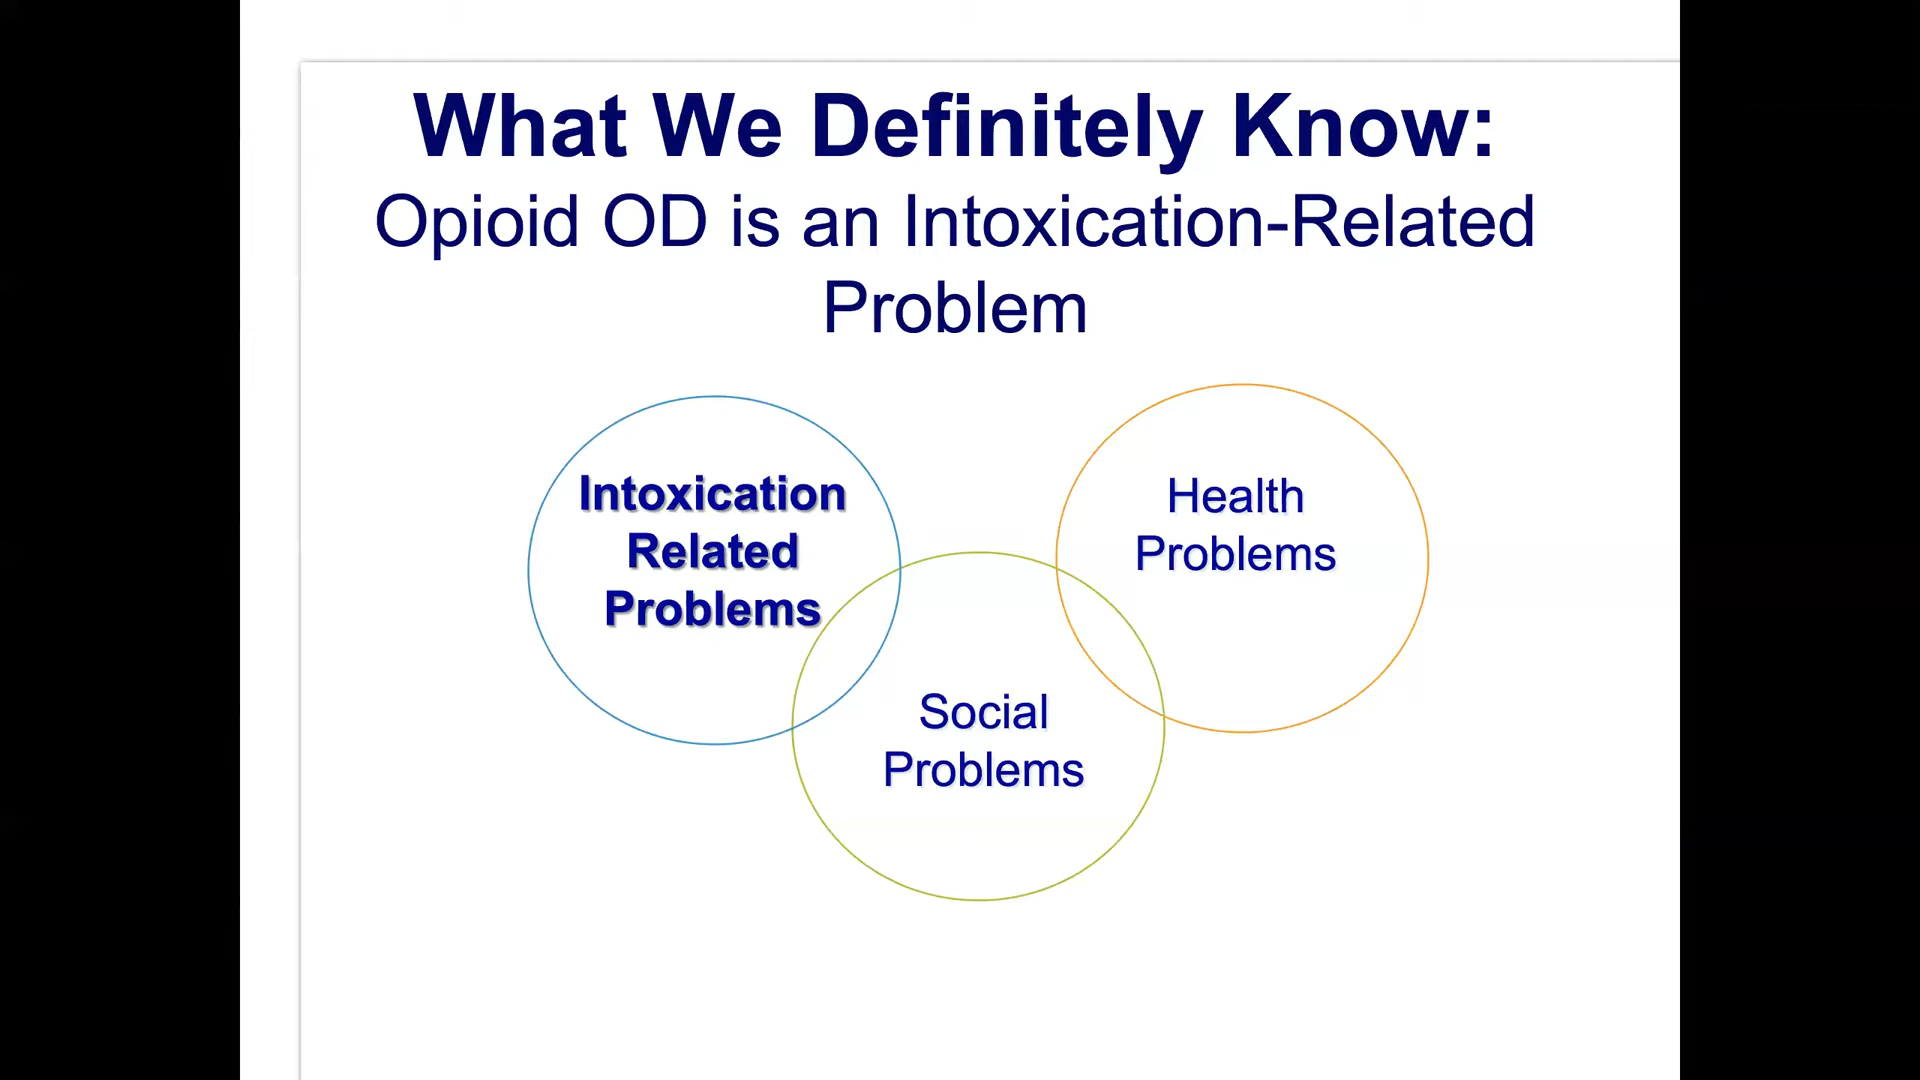 What We Definitely Know:
Opioid OD is an Intoxication-Related
Problem
Intoxication
Related
Problems
Health
Problems
Social
Problems